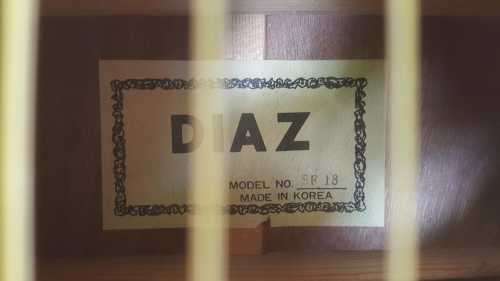 DIAZ
MODEL NO. SF 18
MADE IN KOREA